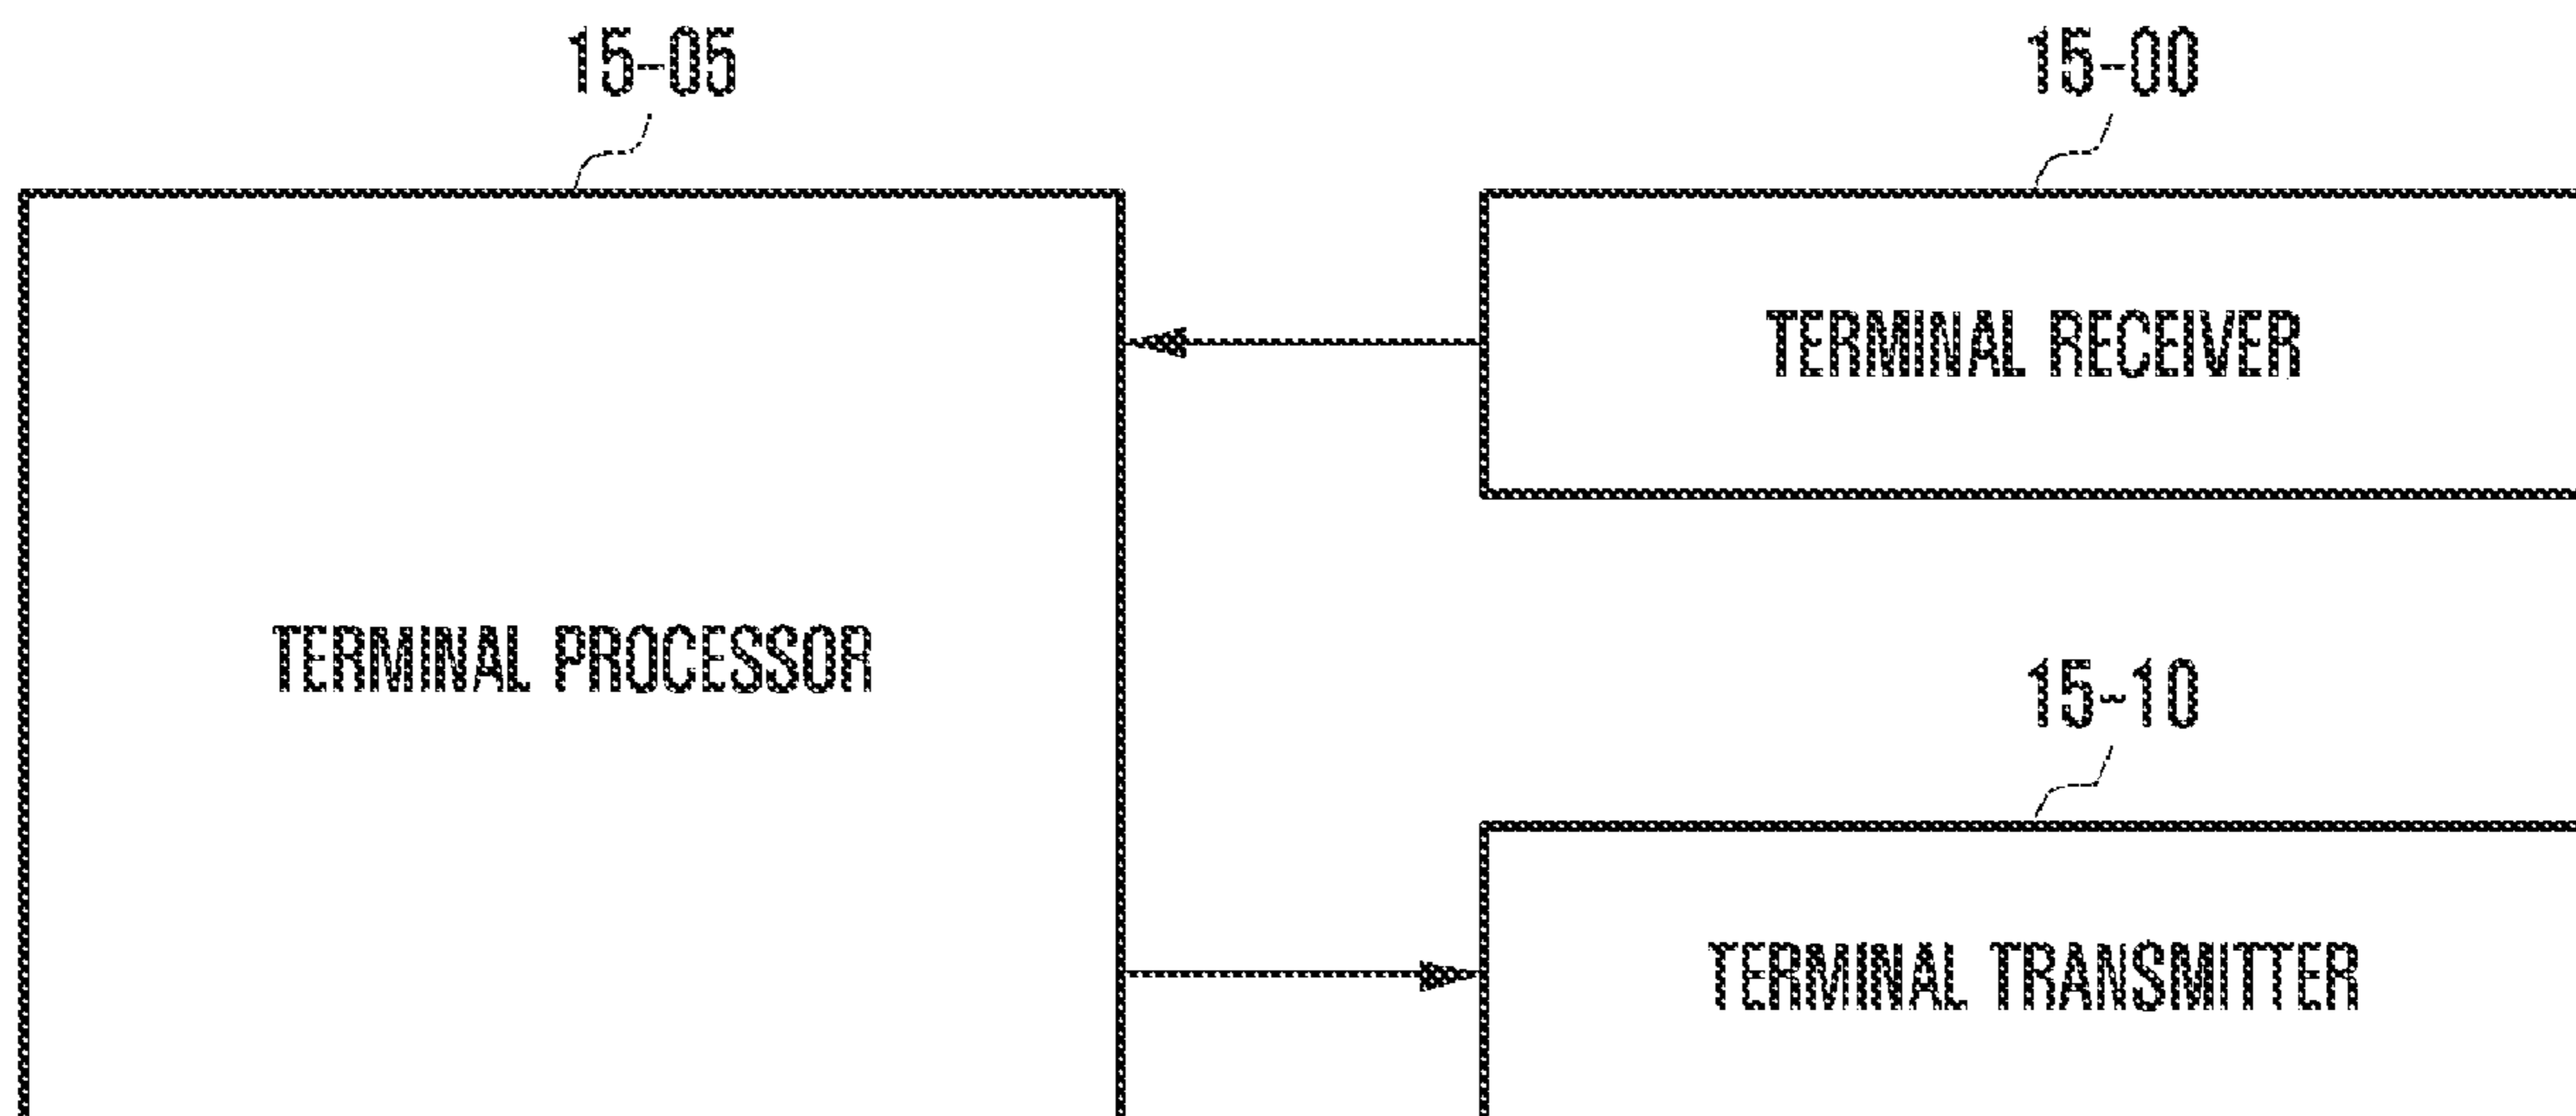 15-05
15-00
TERMINAL RECEIVER
TERMINAL PROCESSOR
15-10
TERMINAL TRANSMITTER